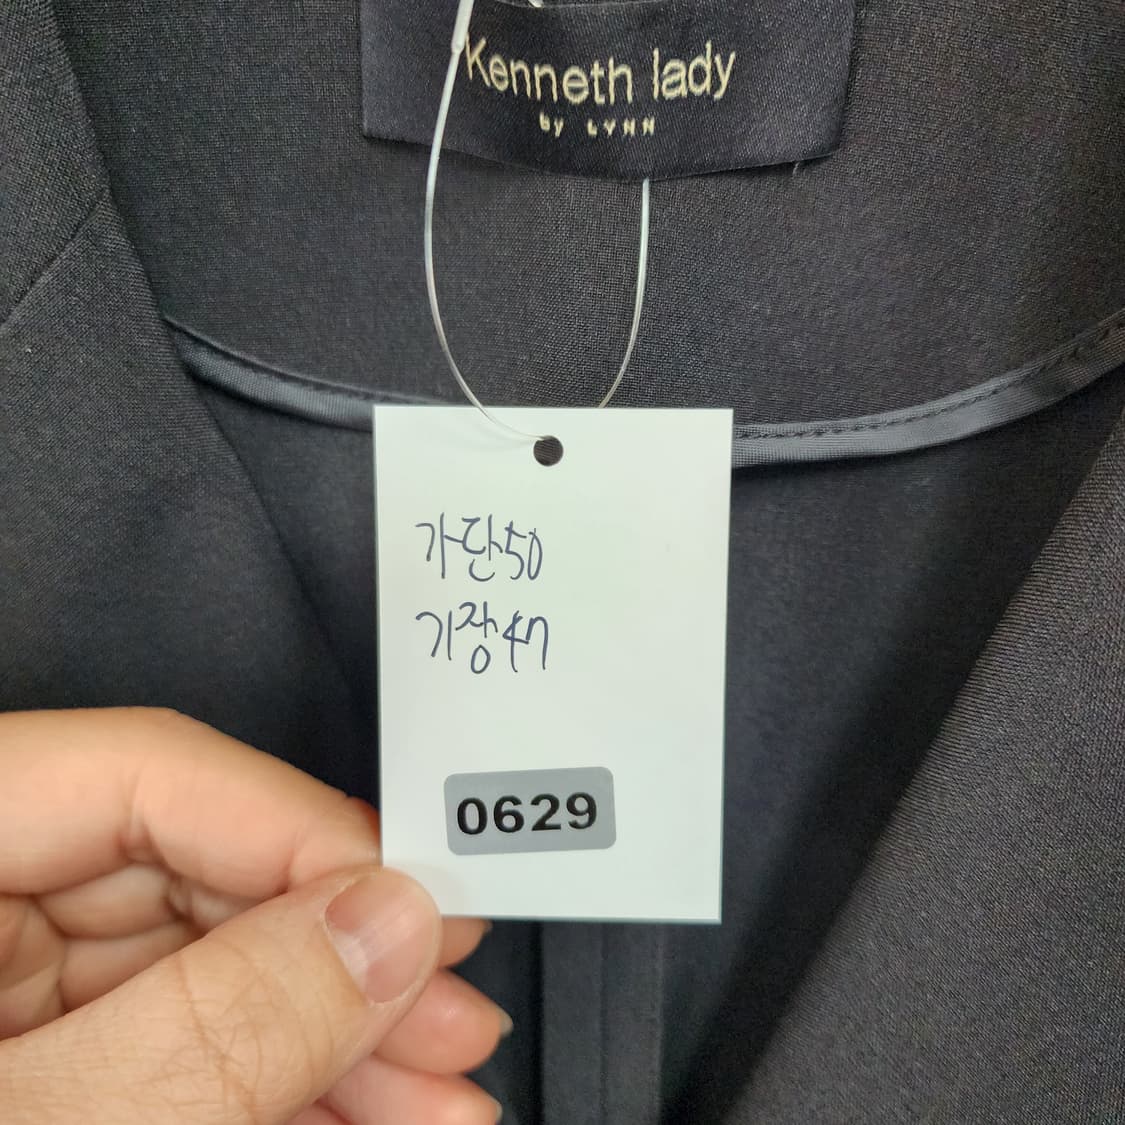 Kenneth lady
by LYNN
가단50
기장47
0629